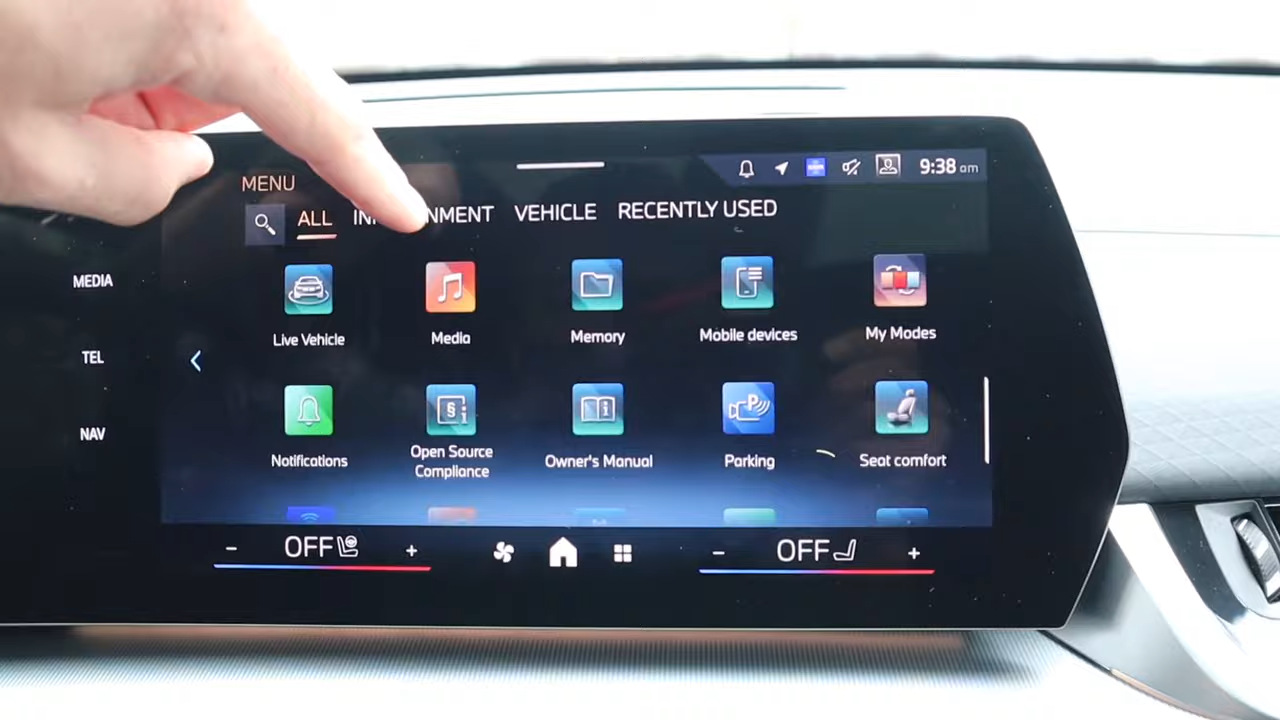 MENU
9:38 am
ALL VEHICLE RECENTLY USED
MEDIA
TEL
NAV
Live Vehicle
Media
Memory
Mobile devices
My Modes
Notifications
Open Source
Compliance
Owner's Manual
Parking
Seat comfort
- OFF +
- OFF +